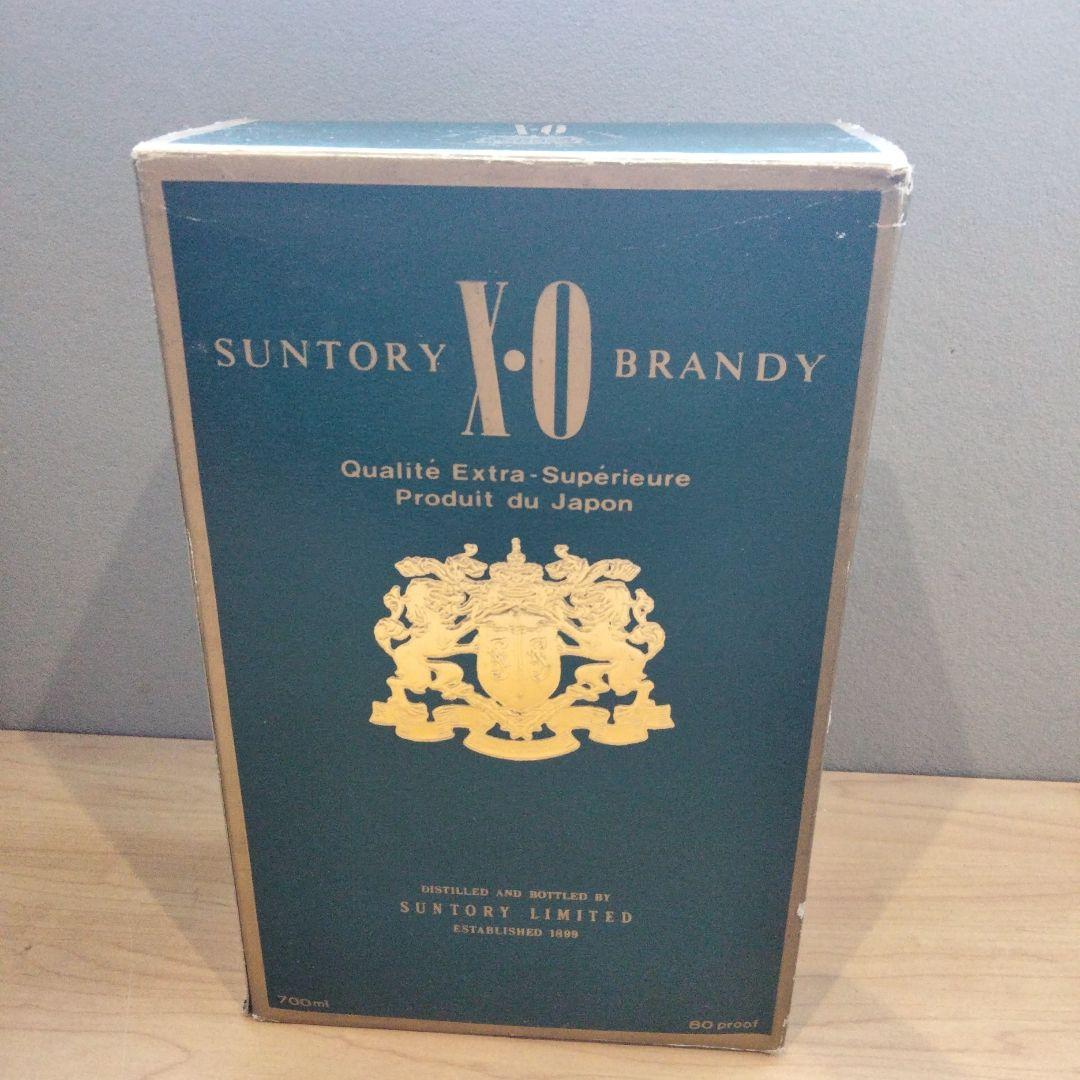 X·O
SUNTORY X·O BRANDY
Qualité Extra-Supérieure
Produit du Japon
DISTILLED AND BOTTLED BY
SUNTORY LIMITED
ESTABLISHED 1899
700ml
80 proof